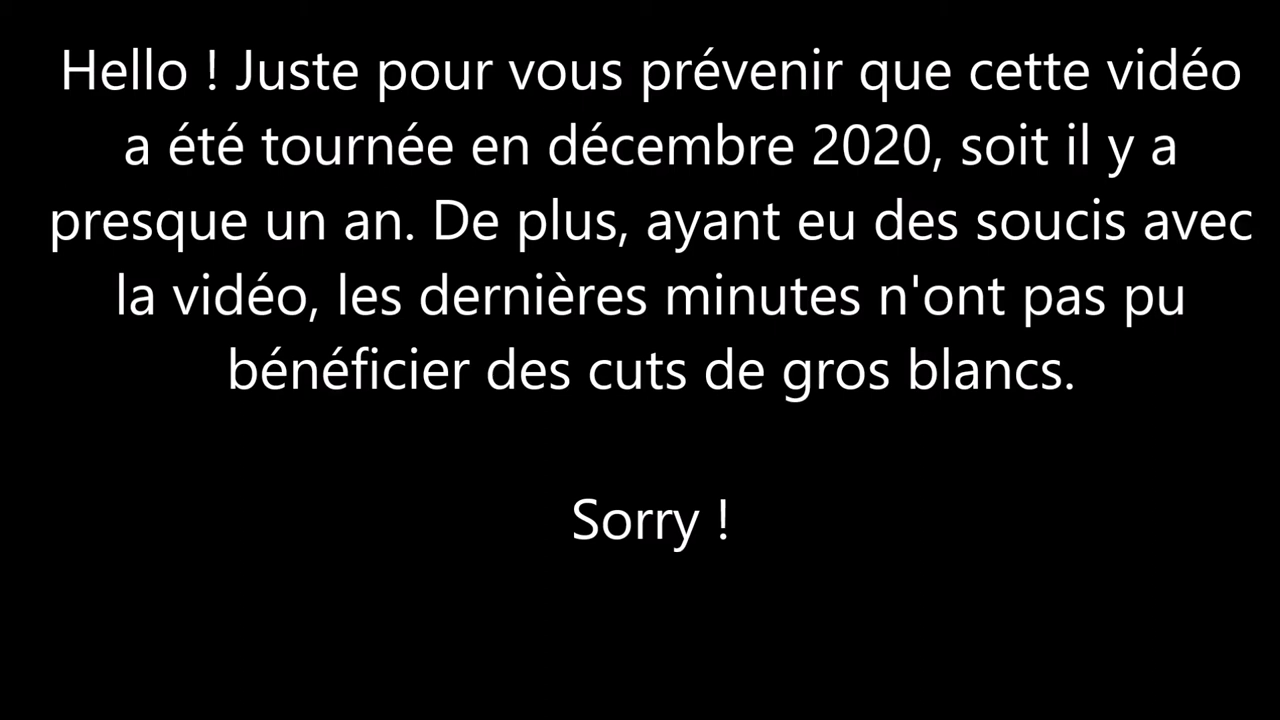 Hello ! Juste pour vous prévenir que cette vidéo
a été tournée en décembre 2020, soit il y a
presque un an. De plus, ayant eu des soucis avec
la vidéo, les dernières minutes n'ont pas pu
bénéficier des cuts de gros blancs.
Sorry !